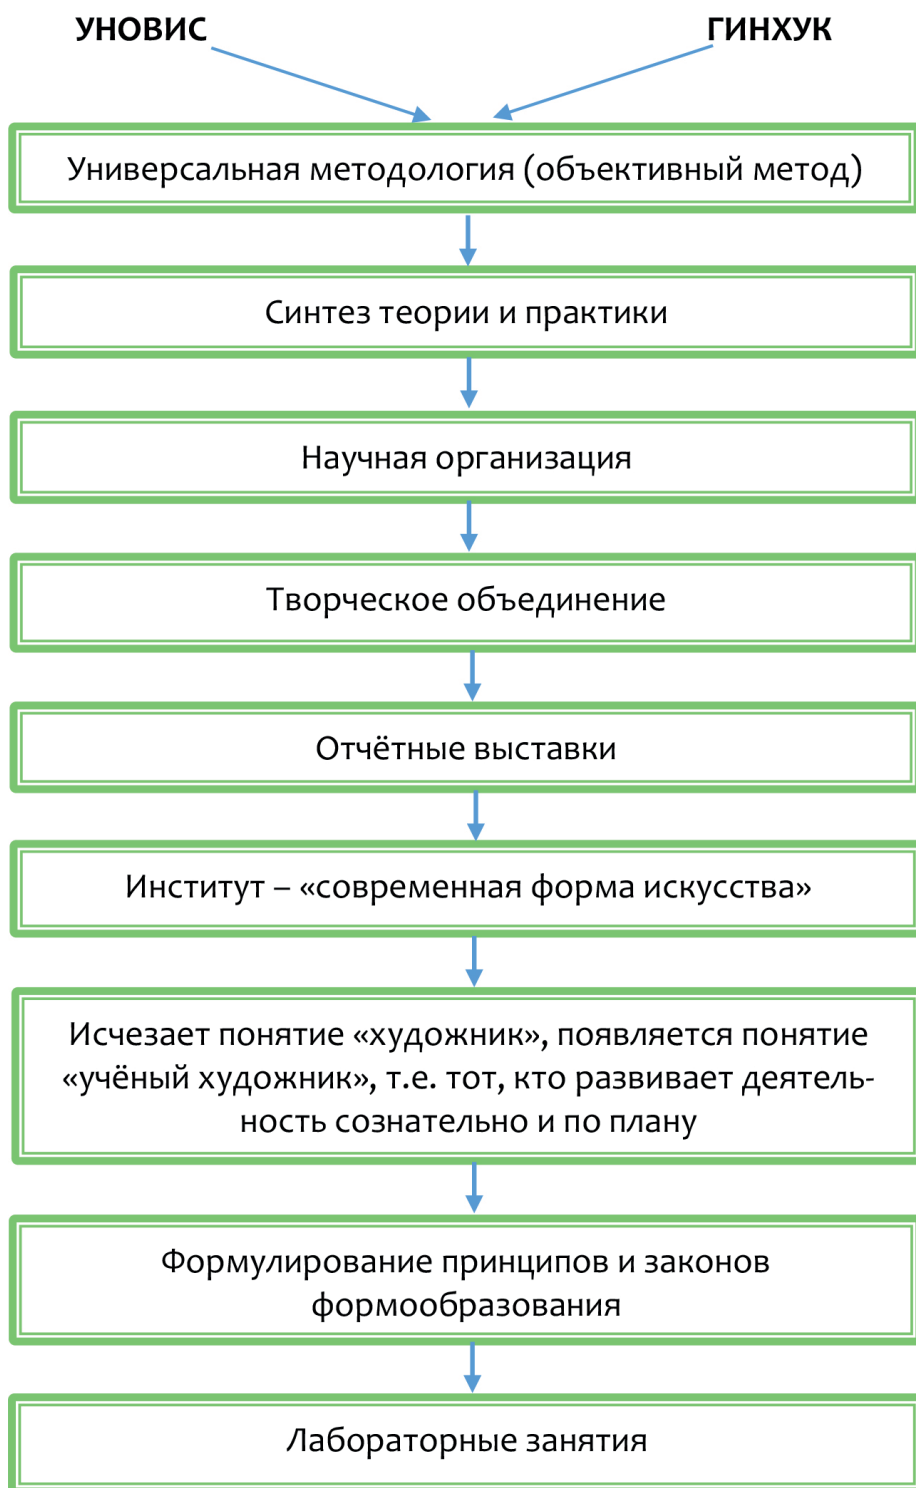 УНОВИС
ГИНХУК
Универсальная методология (объективный метод)
Синтез теории и практики
Научная организация
Творческое объединение
Отчётные выставки
Институт – «современная форма искусства»
Исчезает понятие «художник», появляется понятие
«учёный художник», т.е. тот, кто развивает деятель-
ность сознательно и по плану
Формулирование принципов и законов
формообразования
Лабораторные занятия